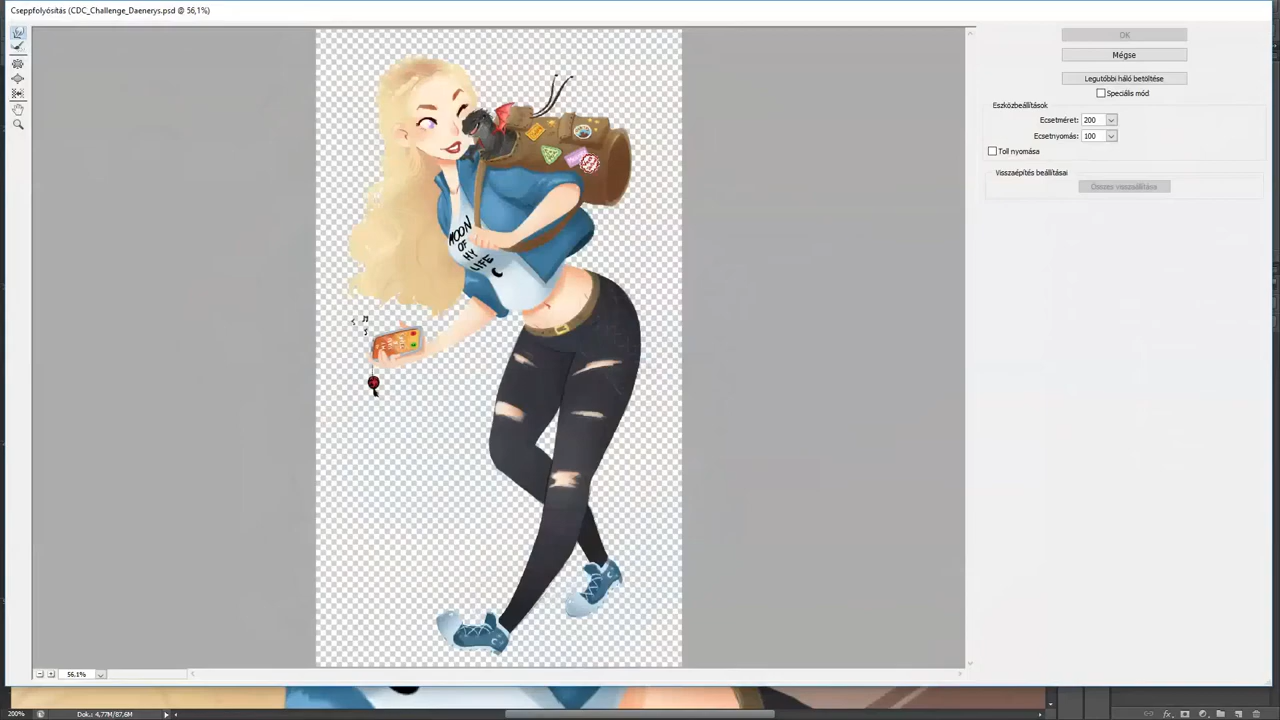 Cseppfolyósítás (CDC_Challenge_Daenerys.psd @ 56,1%)
OK
Mégse
Legutóbbi háló betöltése
Speciális mód
Eszközbeállítások
Ecsetméret: 200
Ecsetnyomás: 100
Toll nyomása
Visszaépítés beállításai
Összes visszaállítása
MOON
OF
MY
LIFE
56,1%
200%
Dok.: 4,77M/87,6M
fx